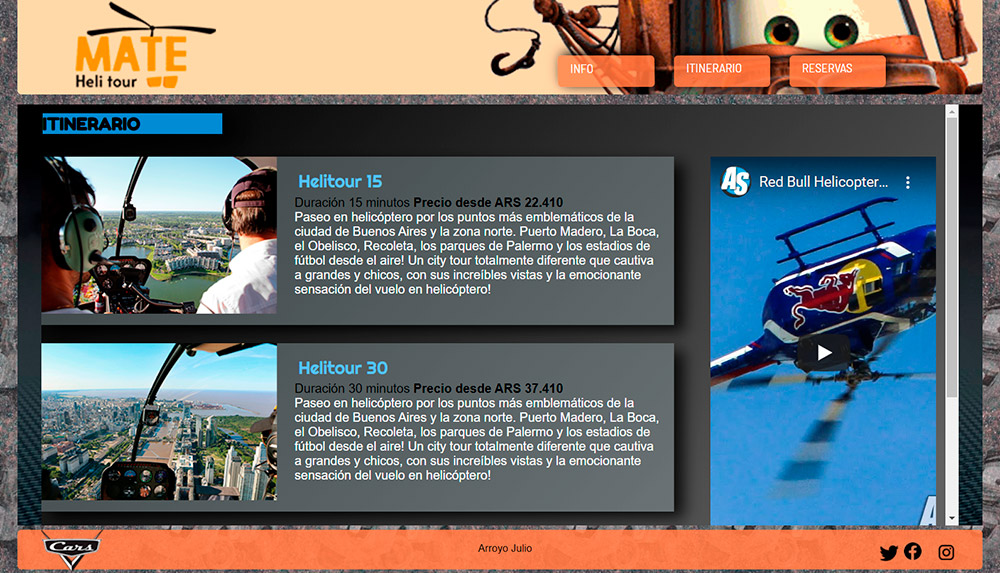 MATE
Heli tour
INFO
ITINERARIO
RESERVAS
ITINERARIO
Helitour 15
Duración 15 minutos Precio desde ARS 22.410
Paseo en helicóptero por los puntos más emblemáticos de la
ciudad de Buenos Aires y la zona norte. Puerto Madero, La Boca,
el Obelisco, Recoleta, los parques de Palermo y los estadios de
fútbol desde el aire! Un city tour totalmente diferente que cautiva
a grandes y chicos, con sus increíbles vistas y la emocionante
sensación del vuelo en helicóptero!
Helitour 30
Duración 30 minutos Precio desde ARS 37.410
Paseo en helicóptero por los puntos más emblemáticos de la
ciudad de Buenos Aires y la zona norte. Puerto Madero, La Boca,
el Obelisco, Recoleta, los parques de Palermo y los estadios de
fútbol desde el aire! Un city tour totalmente diferente que cautiva
a grandes y chicos, con sus increíbles vistas y la emocionante
sensación del vuelo en helicóptero!
AS
Red Bull Helicopter...
Cars
Arroyo Julio